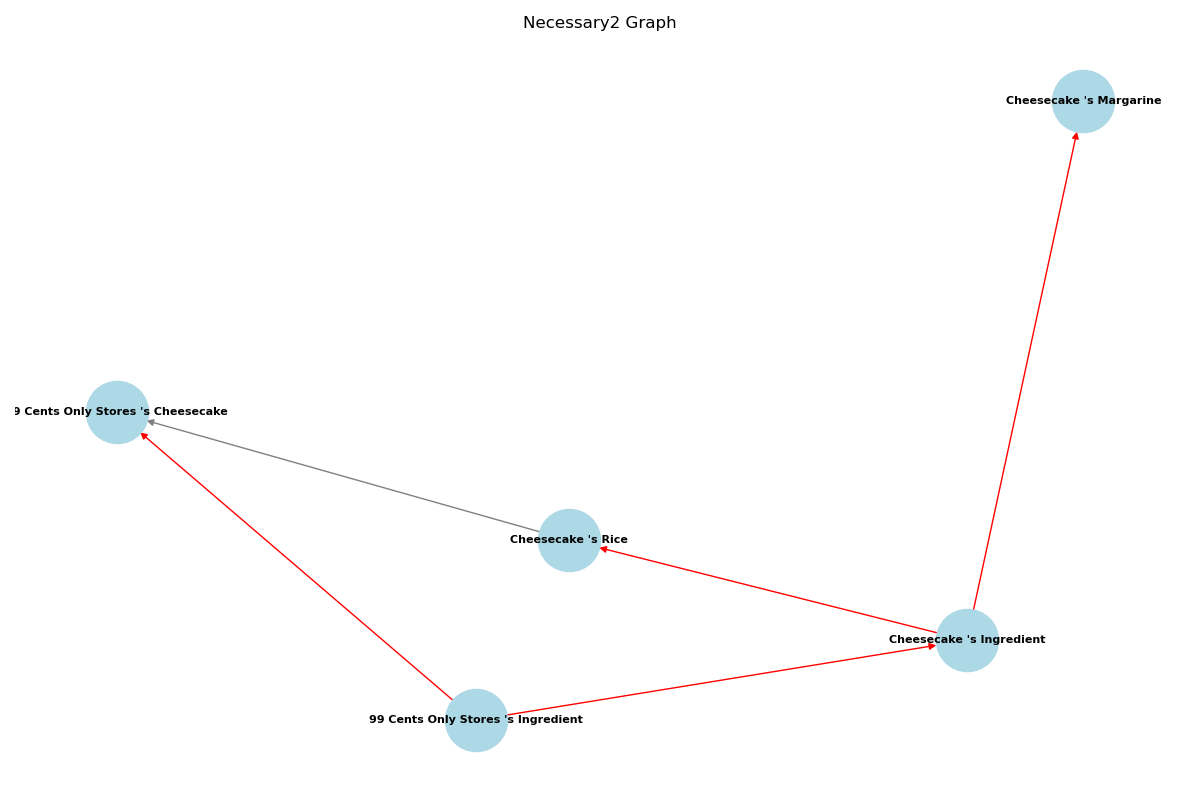 Necessary2 Graph
Cheesecake 's Margarine
9 Cents Only Stores 's Cheesecake
Cheesecake 's Rice
Cheesecake 's Ingredient
99 Cents Only Stores 's Ingredient